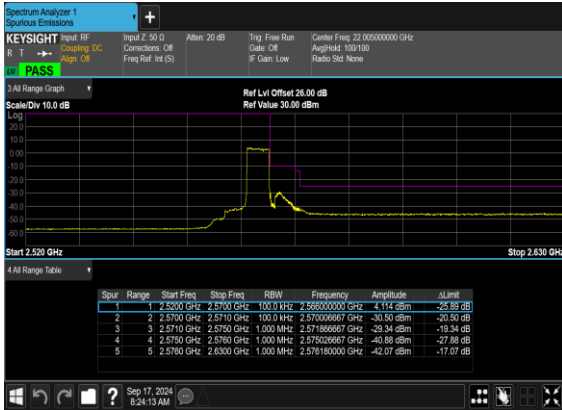 Spectrum Analyzer 1
Spurious Emissions
+
KEYSIGHT Input: RF Input Z: 50 Ω Atten: 20 dB Trig: Free Run Center Freq: 22.005000000 GHz
R T Coupling: DC Corrections: Off Gate: Off Avg|Hold: 100/100
Align: Off Freq Ref: Int (S) IF Gain: Low Radio Std: None
PASS
3 All Range Graph
Ref Lvl Offset 26.00 dB
Scale/Div 10.0 dB Ref Value 30.00 dBm
Log
20.0
10.0
0.00
-10.0
-20.0
-30.0
-40.0
-50.0
-60.0
Start 2.520 GHz Stop 2.630 GHz
4 All Range Table
Spur Range Start Freq Stop Freq RBW Frequency Amplitude ΔLimit
1 1 2.5200 GHz 2.5700 GHz 100.0 kHz 2.566000000 GHz 4.114 dBm -25.89 dB
2 2 2.5700 GHz 2.5710 GHz 100.0 kHz 2.570006667 GHz -30.50 dBm -20.50 dB
3 3 2.5710 GHz 2.5750 GHz 1.000 MHz 2.571866667 GHz -29.34 dBm -19.34 dB
4 4 2.5750 GHz 2.5760 GHz 1.000 MHz 2.575026667 GHz -40.88 dBm -27.88 dB
5 5 2.5760 GHz 2.6300 GHz 1.000 MHz 2.576180000 GHz -42.07 dBm -17.07 dB
?
Sep 17, 2024
8:24:13 AM